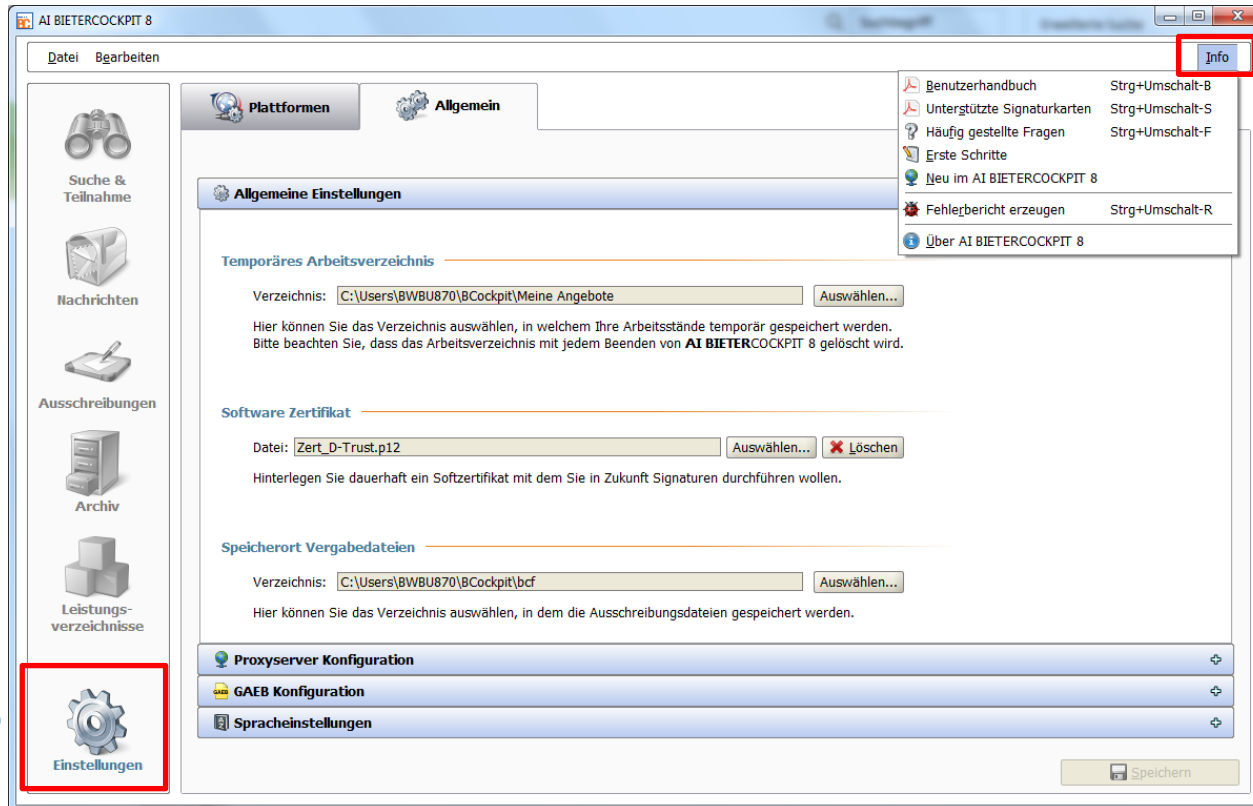 AI BIETERCOCKPIT 8
Datei Bearbeiten
Info
Benutzerhandbuch Strg+Umschalt-B
Unterstützte Signaturkarten Strg+Umschalt-S
Häufig gestellte Fragen Strg+Umschalt-F
Erste Schritte
Neu im AI BIETERCOCKPIT 8
Fehlerbericht erzeugen Strg+Umschalt-R
Über AI BIETERCOCKPIT 8
Suche &
Teilnahme
Nachrichten
Ausschreibungen
Archiv
Leistungs-
verzeichnisse
Einstellungen
Plattformen
Allgemein
Allgemeine Einstellungen
Temporäres Arbeitsverzeichnis
Verzeichnis: C:\Users\BWBU870\BCockpit\Meine Angebote Auswählen...
Hier können Sie das Verzeichnis auswählen, in welchem Ihre Arbeitsstände temporär gespeichert werden.
Bitte beachten Sie, dass das Arbeitsverzeichnis mit jedem Beenden von AI BIETERCOCKPIT 8 gelöscht wird.
Software Zertifikat
Datei: Zert_D-Trust.p12 Auswählen... Löschen
Hinterlegen Sie dauerhaft ein Softzertifikat mit dem Sie in Zukunft Signaturen durchführen wollen.
Speicherort Vergabedateien
Verzeichnis: C:\Users\BWBU870\BCockpit\bcf Auswählen...
Hier können Sie das Verzeichnis auswählen, in dem die Ausschreibungsdateien gespeichert werden.
Proxyserver Konfiguration
GAEB Konfiguration
Spracheinstellungen
Speichern